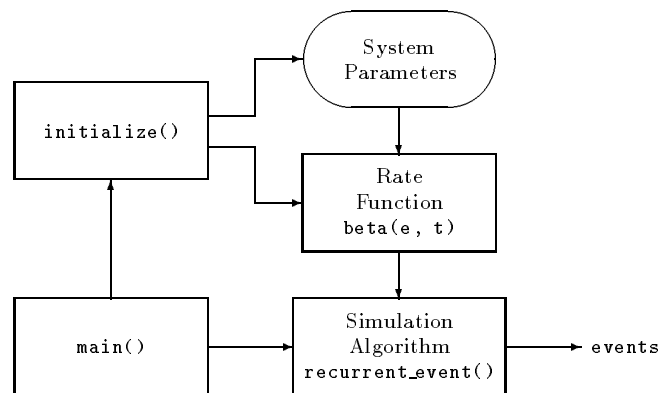 System
Parameters
initialize()
Rate
Function
beta(e, t)
main()
Simulation
Algorithm
recurrent_event()
events